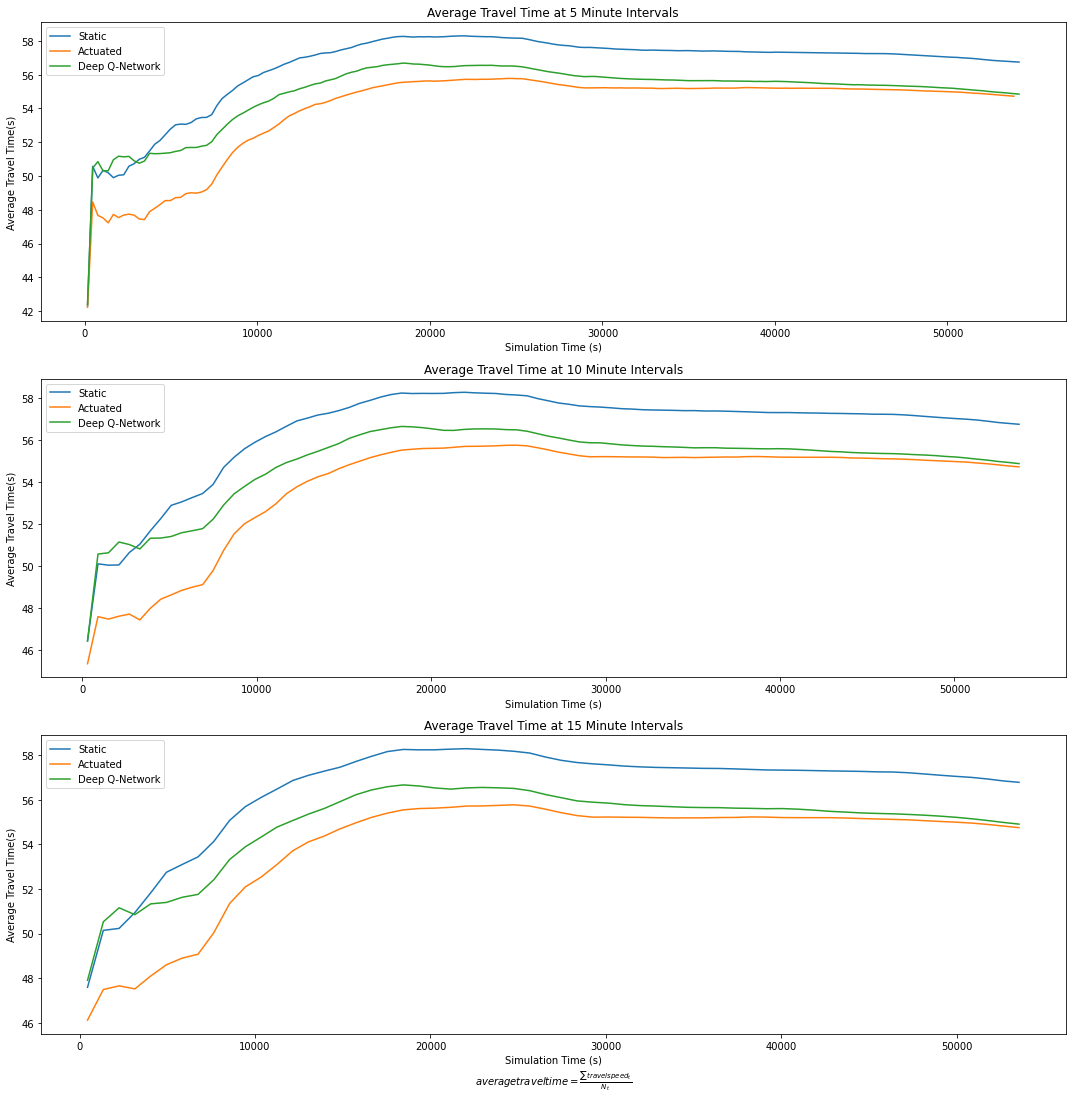 Average Travel Time at 5 Minute Intervals
Static
Actuated
Deep Q-Network
Average Travel Time(s)
58
56
54
52
50
48
46
44
42
0 10000 20000 30000 40000 50000
Simulation Time (s)
Average Travel Time at 10 Minute Intervals
Static
Actuated
Deep Q-Network
Average Travel Time(s)
58
56
54
52
50
48
46
0 10000 20000 30000 40000 50000
Simulation Time (s)
Average Travel Time at 15 Minute Intervals
Static
Actuated
Deep Q-Network
Average Travel Time(s)
58
56
54
52
50
48
46
0 10000 20000 30000 40000 50000
Simulation Time (s)
averagetraveltime = ∑travelspeed_t / N_t